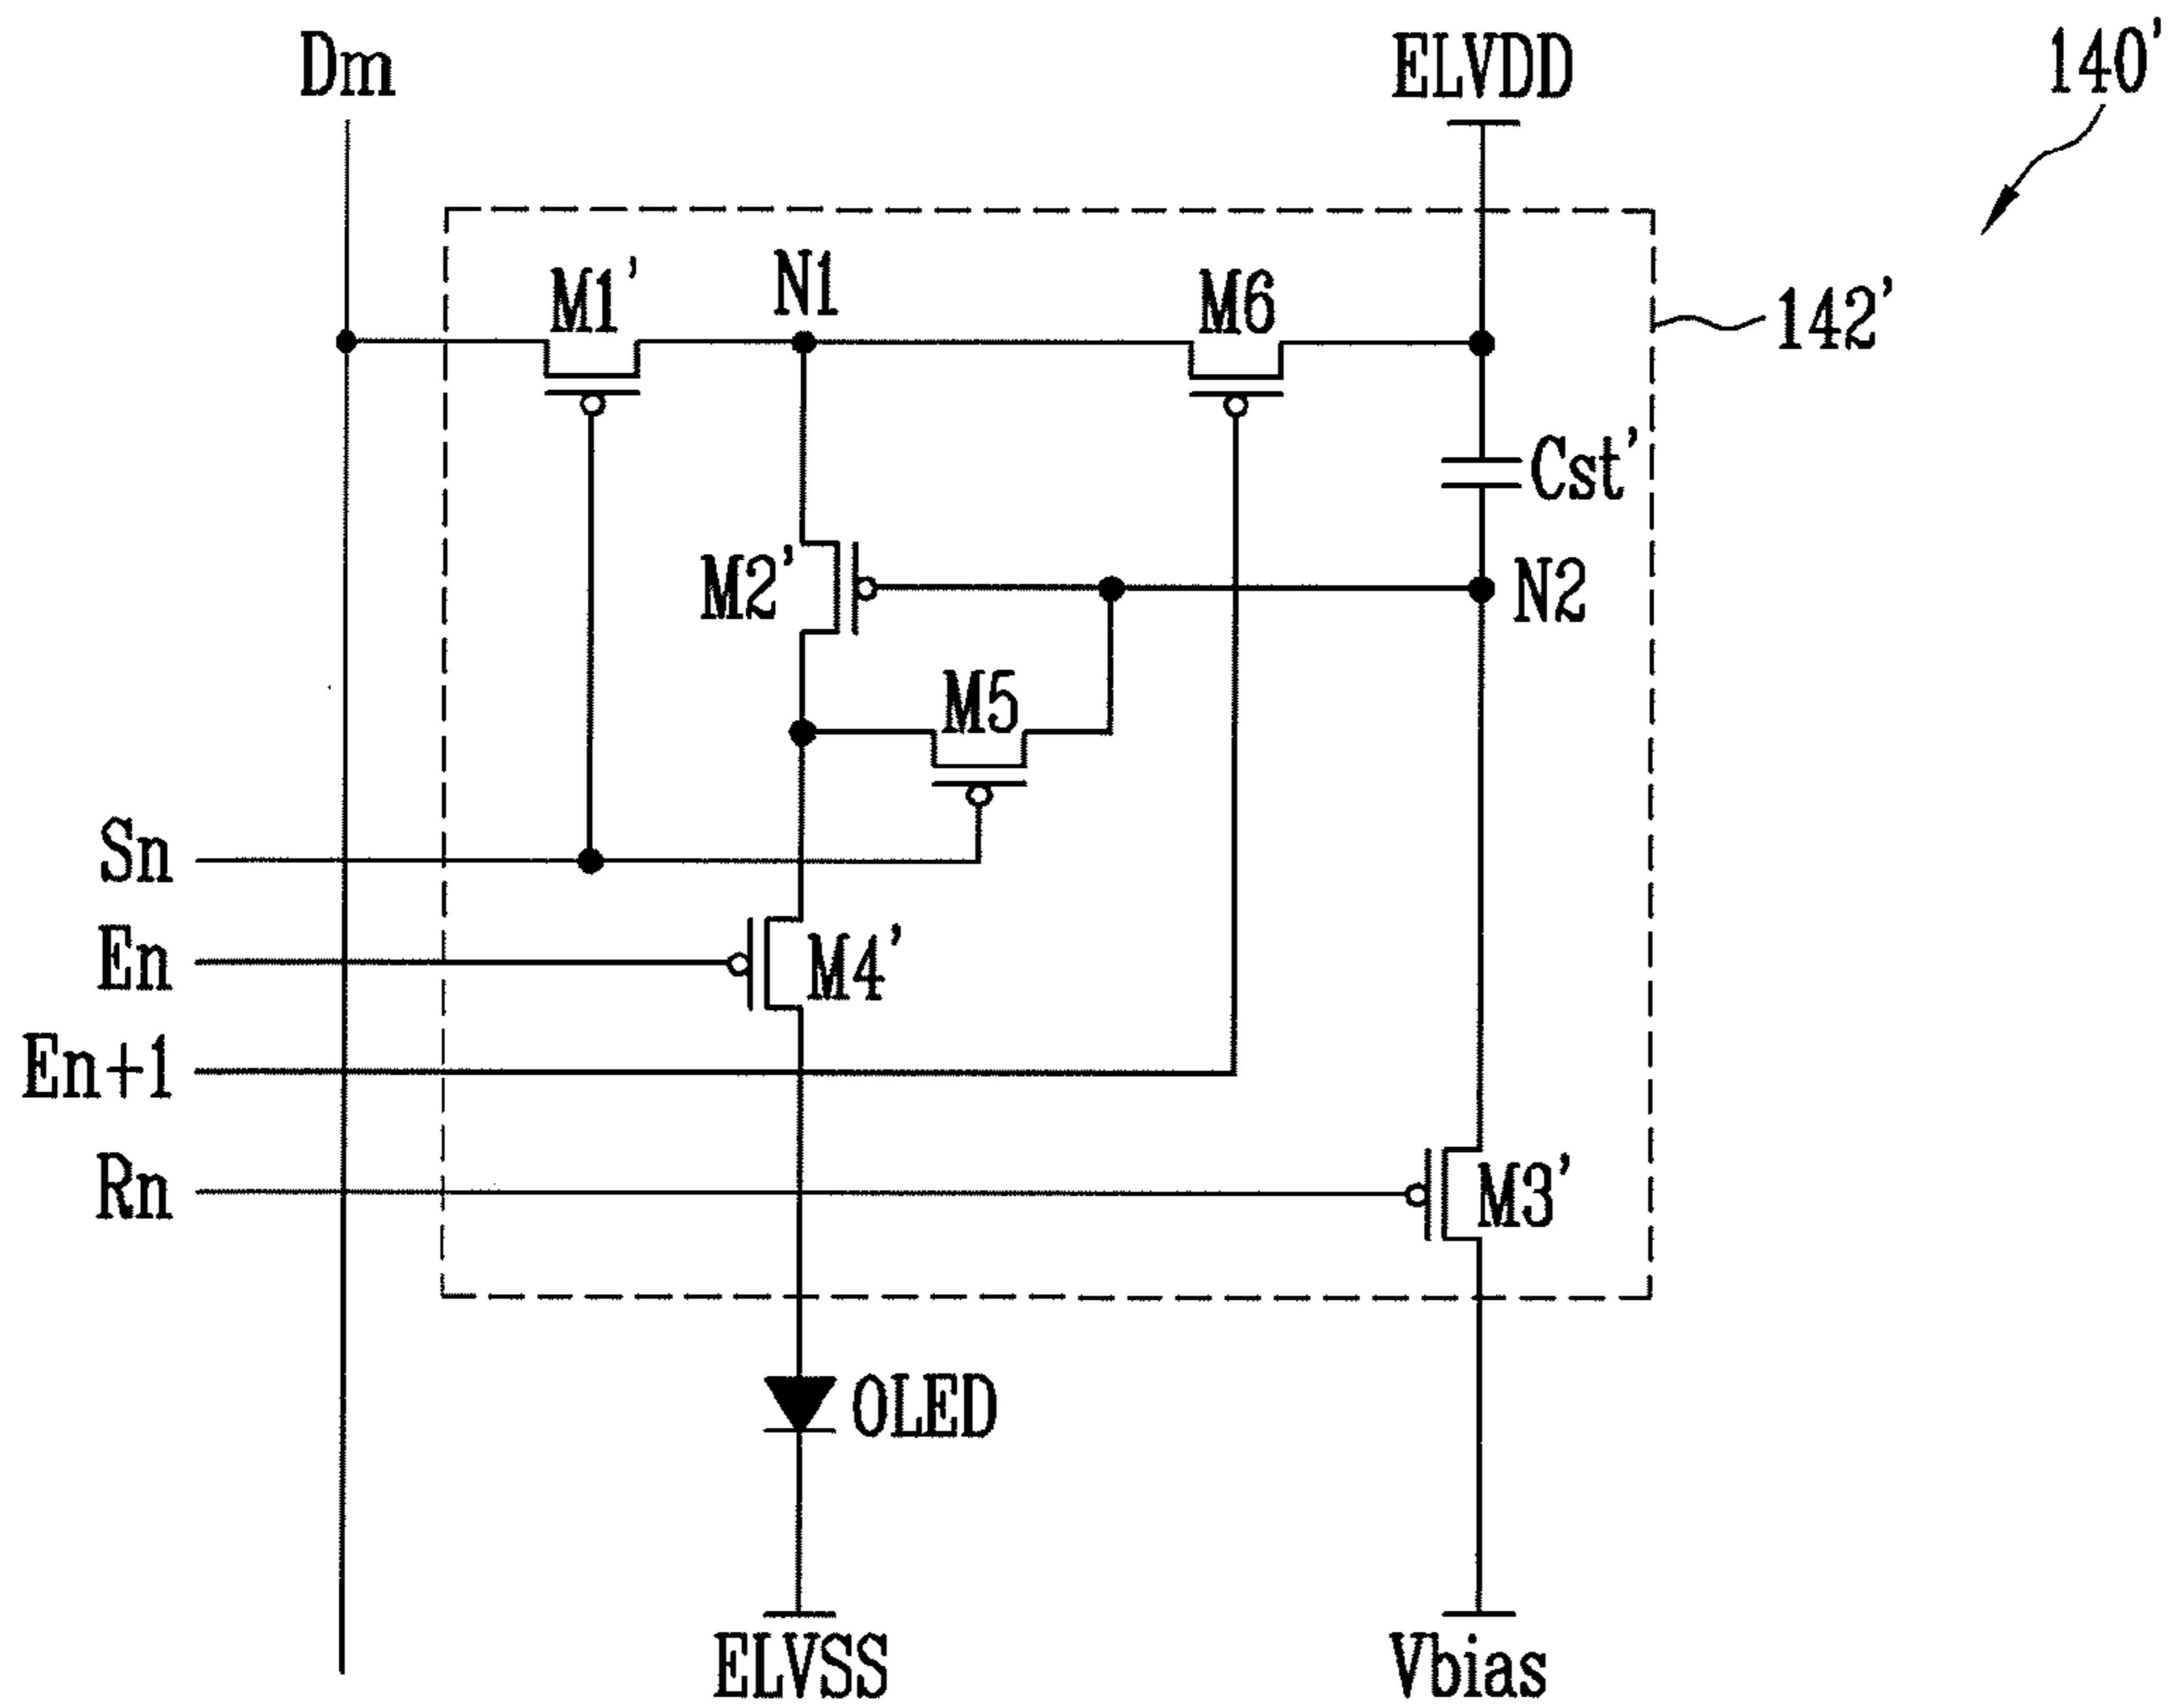 Dm
ELVDD
140'
M1'
N1
M6
142'
Cst'
M2'
N2
M5
Sn
En
M4'
En+1
Rn
M3'
OLED
ELVSS
Vbias